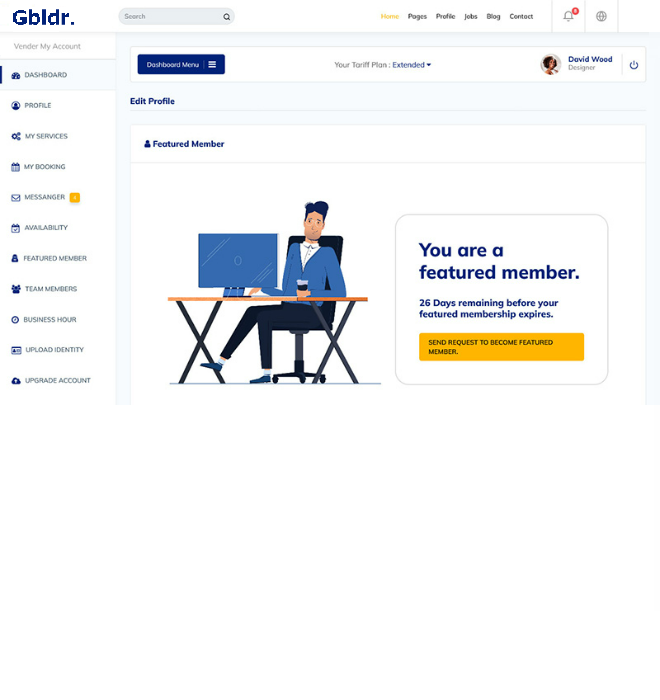 Gbldr.
Search
Home Pages Profile Jobs Blog Contact
Vender My Account
DASHBOARD
PROFILE
MY SERVICES
MY BOOKING
MESSANGER
AVAILABILITY
FEATURED MEMBER
TEAM MEMBERS
BUSINESS HOUR
UPLOAD IDENTITY
UPGRADE ACCOUNT
Dashboard Menu
Your Tariff Plan : Extended
David Wood
Designer
Edit Profile
Featured Member
You are a
featured member.
26 Days remaining before your
featured membership expires.
SEND REQUEST TO BECOME FEATURED
MEMBER.